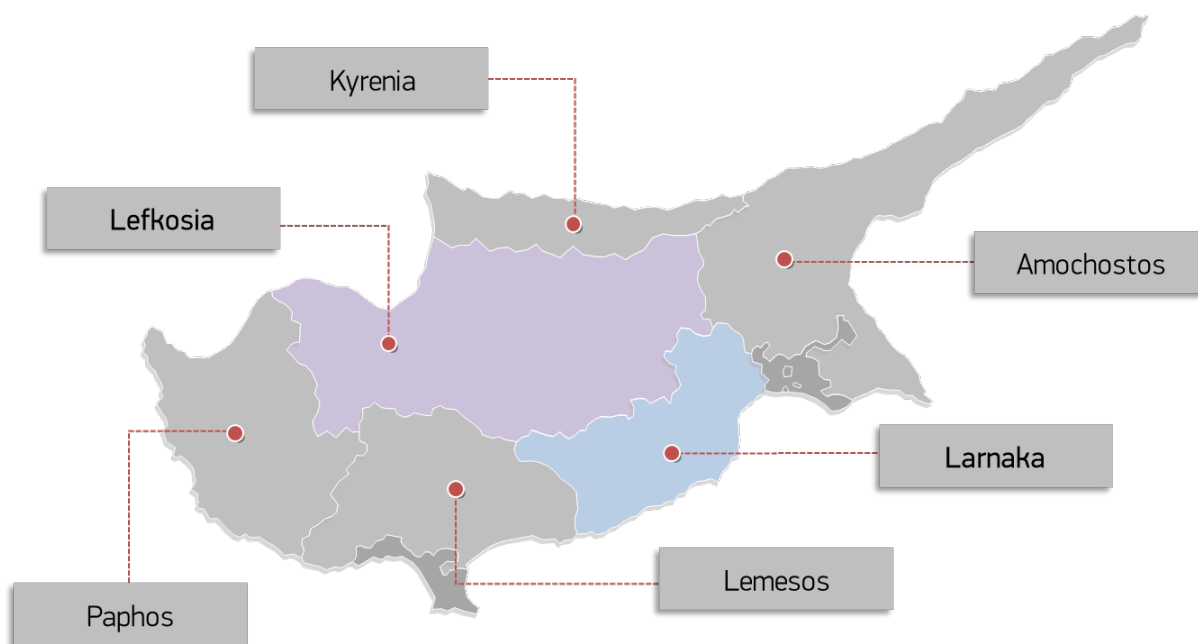 Kyrenia
Lefkosia
Amochostos
Larnaka
Lemesos
Paphos